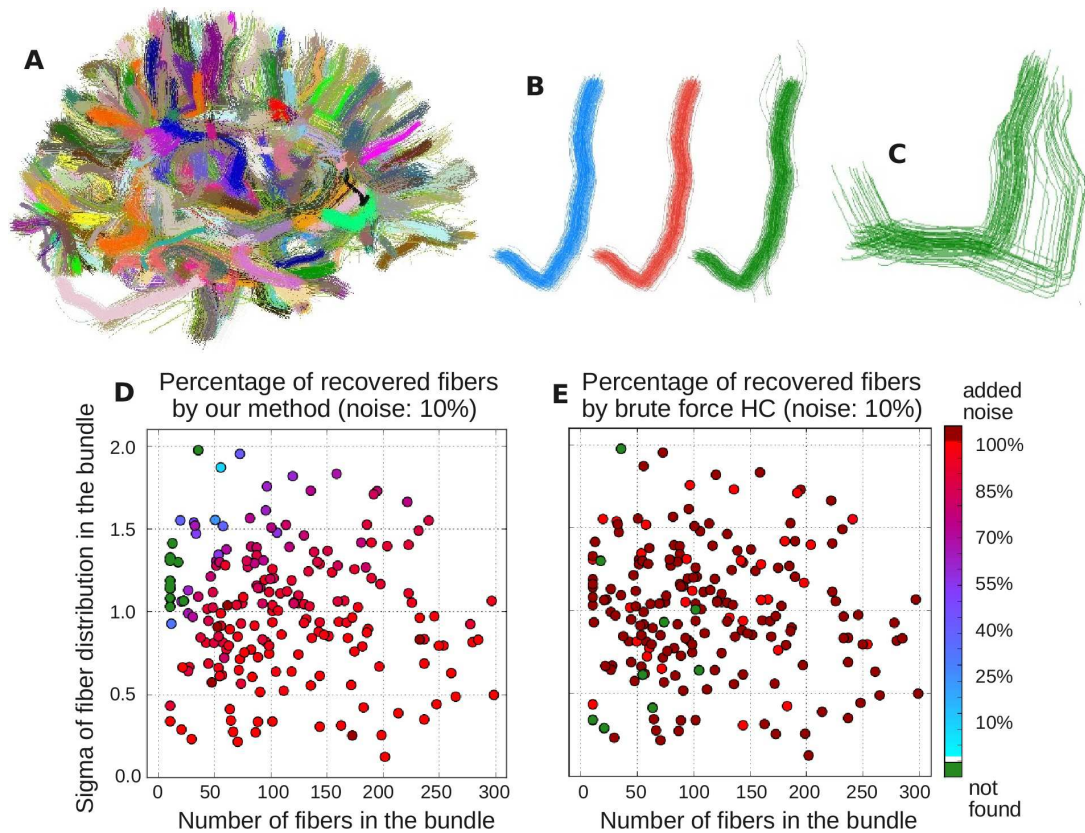 A
B
C
D
Percentage of recovered fibers
by our method (noise: 10%)
E
Percentage of recovered fibers
by brute force HC (noise: 10%)
added
noise
Sigma of fiber distribution in the bundle
2.0
1.5
1.0
0.5
0.0
0
50
100
150
200
250
300
Number of fibers in the bundle
0
50
100
150
200
250
300
Number of fibers in the bundle
100%
85%
70%
55%
40%
25%
10%
not
found